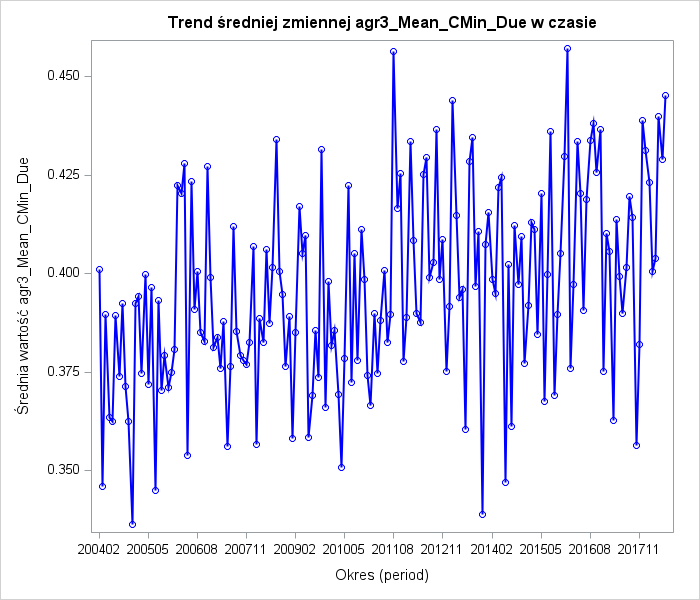 Trend średniej zmiennej agr3_Mean_CMin_Due w czasie
Średnia wartość agr3_Mean_CMin_Due
0.450
0.425
0.400
0.375
0.350
200402 200505 200608 200711 200902 201005 201108 201211 201402 201505 201608 201711
Okres (period)